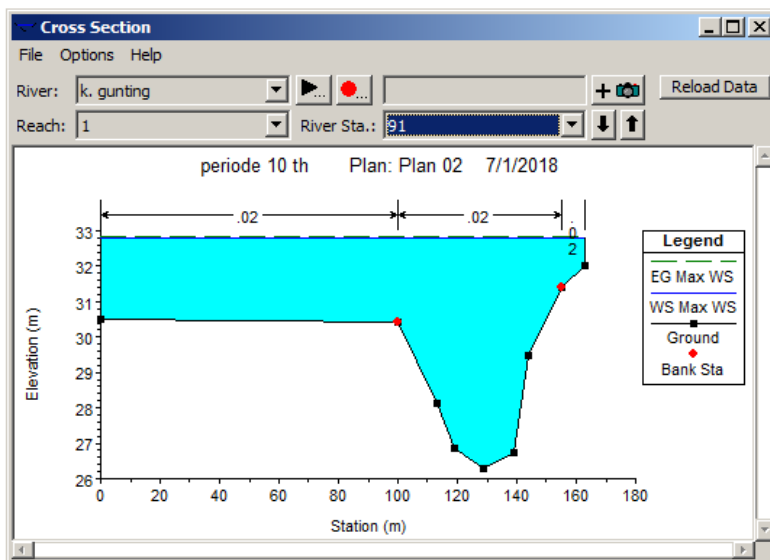 Cross Section
File Options Help
River: k. gunting
Reload Data
Reach: 1 River Sta.: 91
periode 10 th Plan: Plan 02 7/1/2018
.02 .02 .02
Legend
EG Max WS
WS Max WS
Ground
Bank Sta
33
32
31
30
29
28
27
26
Elevation (m)
0 20 40 60 80 100 120 140 160 180
Station (m)